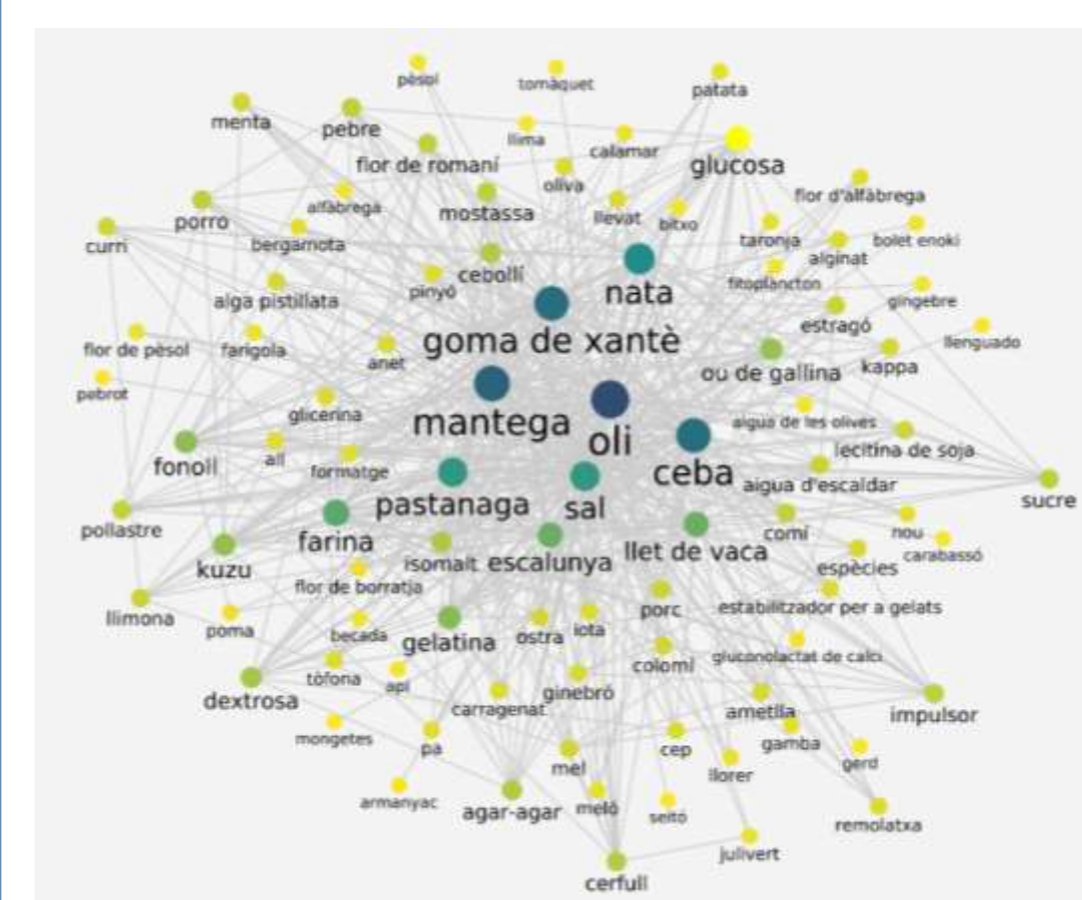 pèsol
tomàquet
patata
menta
pebre
llima
calamar
glucosa
flor de romaní
oliva
flor d'alfàbrega
alfàbrega
mostassa
llevat
bitxo
porro
taronja
bolet enoki
curri
bergamota
alginat
cebollí
fitoplancton
pinyó
nata
gingebre
alga pistillata
estragó
goma de xantè
llenguado
flor de pèsol
farigola
anet
ou de gallina
kappa
pebrot
glicerina
mantega
oli
aigua de les olives
lecitina de soja
fonoll
all
formatge
ceba
aigua d'escaldar
sucre
pastanaga
sal
pollastre
farina
comí
nou
carabassó
isomalt
escalunya
llet de vaca
espècies
kuzu
flor de borratja
porc
estabilitzador per a gelats
llimona
poma
becada
gelatina
ostra
iota
colomí
gluconolactat de calci
tòfona
api
ginebró
dextrosa
carragenat
ametlla
impulsor
mongetes
pa
cep
gamba
mel
llorer
gerd
armanyac
agar-agar
meló
seitó
remolatxa
julivert
cerfull